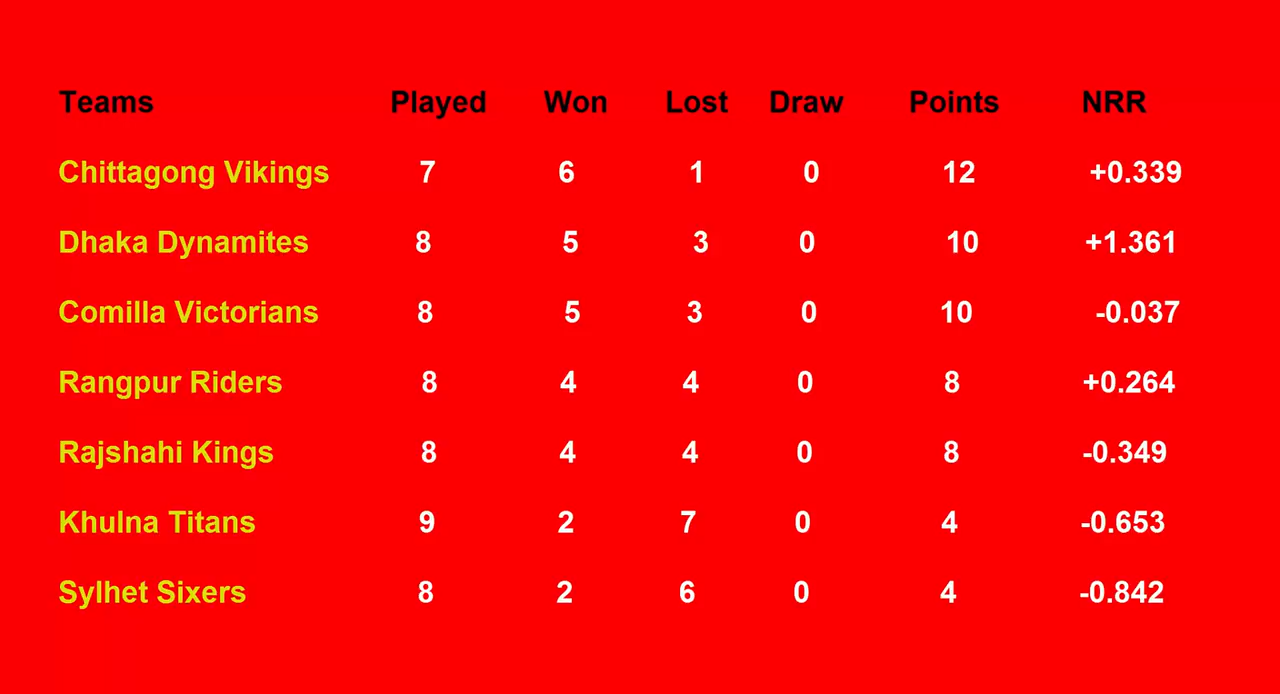 Teams Played Won Lost Draw Points NRR
Chittagong Vikings 7 6 1 0 12 +0.339
Dhaka Dynamites 8 5 3 0 10 +1.361
Comilla Victorians 8 5 3 0 10 -0.037
Rangpur Riders 8 4 4 0 8 +0.264
Rajshahi Kings 8 4 4 0 8 -0.349
Khulna Titans 9 2 7 0 4 -0.653
Sylhet Sixers 8 2 6 0 4 -0.842